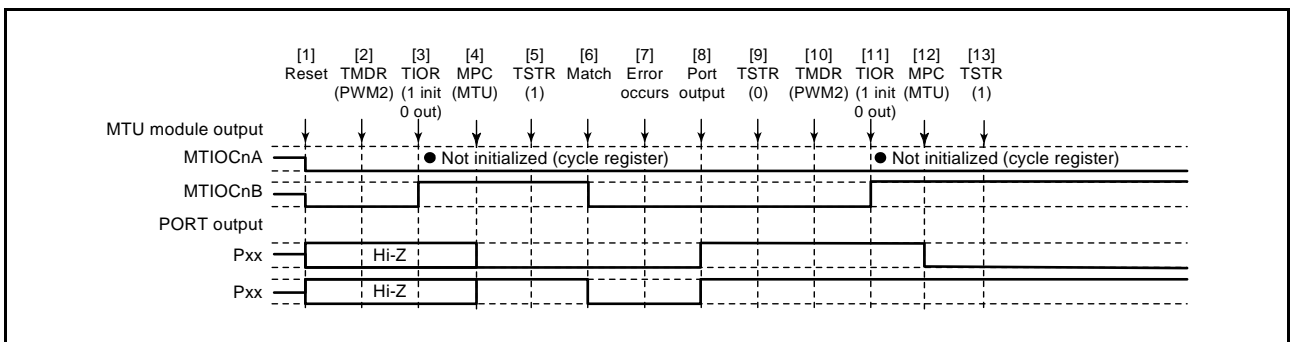 [1] [2] [3] [4] [5] [6] [7] [8] [9] [10] [11] [12] [13]
Reset TMDR TIOR MPC TSTR Match Error Port TSTR TMDR TIOR MPC TSTR
(PWM2) (1 init (MTU) (1) occurs output (0) (PWM2) (1 init (MTU) (1)
0 out) 0 out)
MTU module output
MTIOCnA ● Not initialized (cycle register) ● Not initialized (cycle register)
MTIOCnB
PORT output
Pxx Hi-Z
Pxx Hi-Z